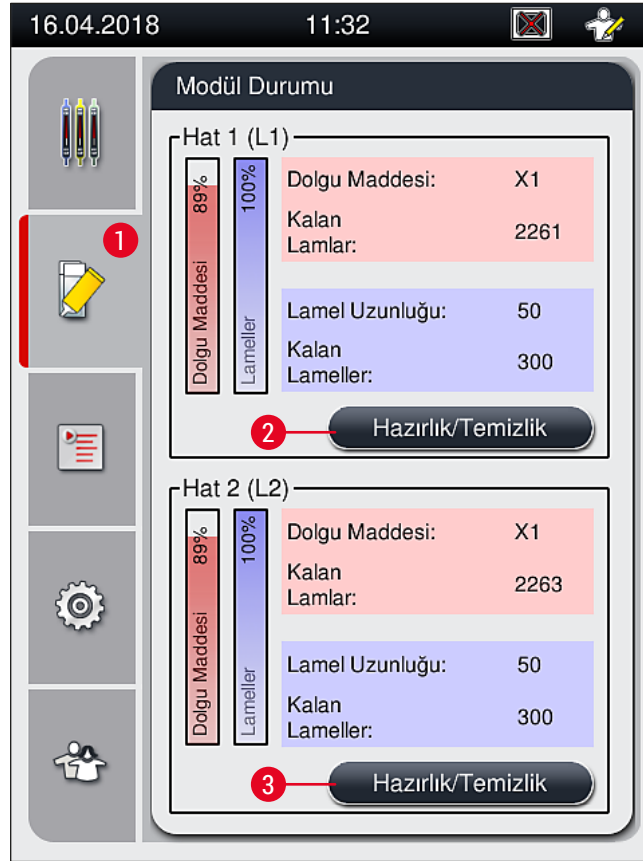 16.04.2018 11:32
Modül Durumu
1
Hat 1 (L1)
Dolgu Maddesi 89%
Lameller 100%
Dolgu Maddesi: X1
Kalan
Lamlar: 2261
Lamel Uzunluğu: 50
Kalan
Lameller: 300
2 Hazırlık/Temizlik
Hat 2 (L2)
Dolgu Maddesi 89%
Lameller 100%
Dolgu Maddesi: X1
Kalan
Lamlar: 2263
Lamel Uzunluğu: 50
Kalan
Lameller: 300
3 Hazırlık/Temizlik